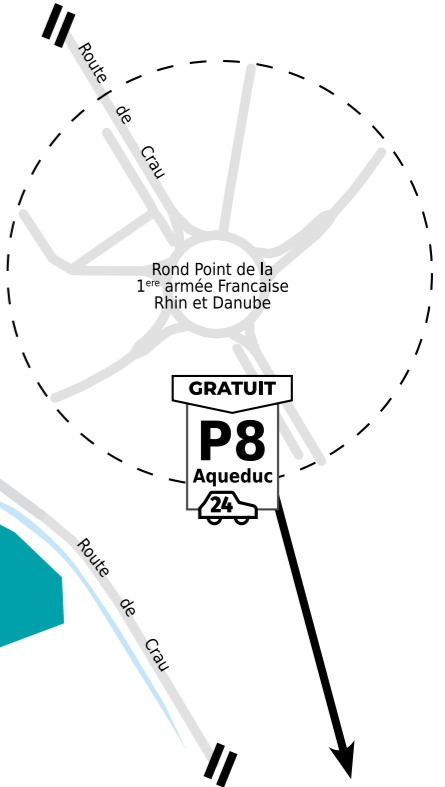 Route de Crau
Rond Point de la
1ere armée Francaise
Rhin et Danube
GRATUIT
P8
Aqueduc
24
Route de Crau